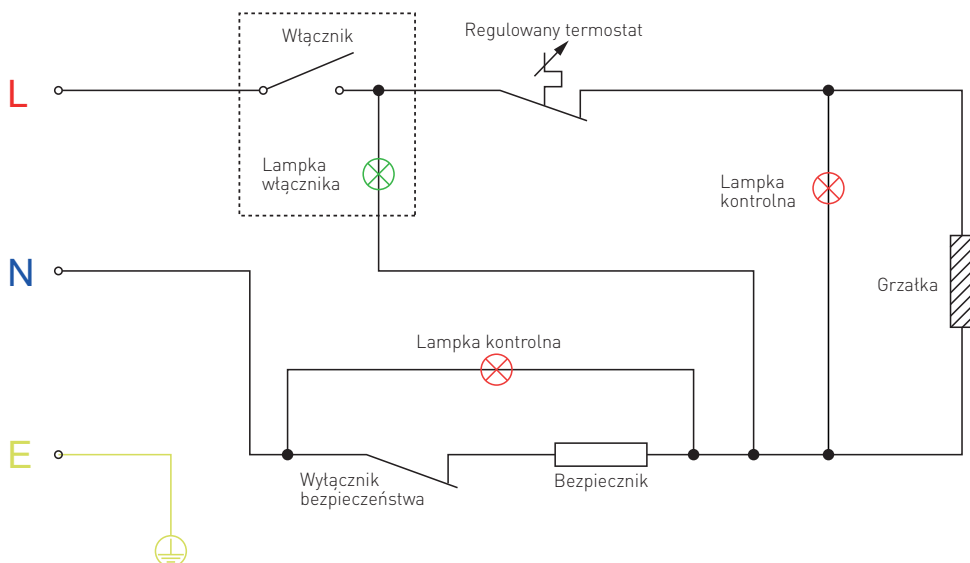 Włącznik
Regulowany termostat
L
Lampka
włącznika
Lampka
kontrolna
N
Grzałka
Lampka kontrolna
E
Wyłącznik
bezpieczeństwa
Bezpiecznik